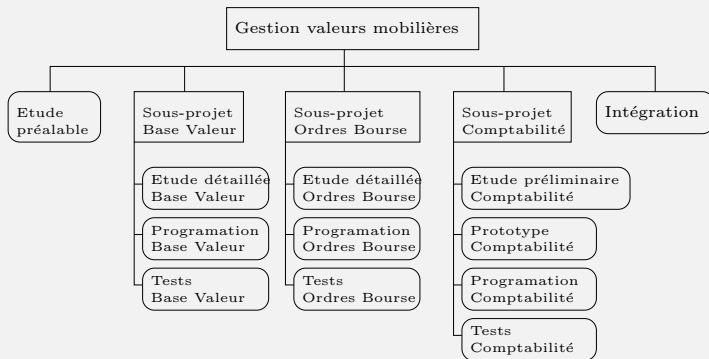 Gestion valeurs mobilières
Etude
préalable
Sous-projet
Base Valeur
Sous-projet
Ordres Bourse
Sous-projet
Comptabilité
Intégration
Etude détaillée
Base Valeur
Etude détaillée
Ordres Bourse
Etude préliminaire
Comptabilité
Programation
Base Valeur
Programation
Ordres Bourse
Prototype
Comptabilité
Tests
Base Valeur
Tests
Ordres Bourse
Programation
Comptabilité
Tests
Comptabilité